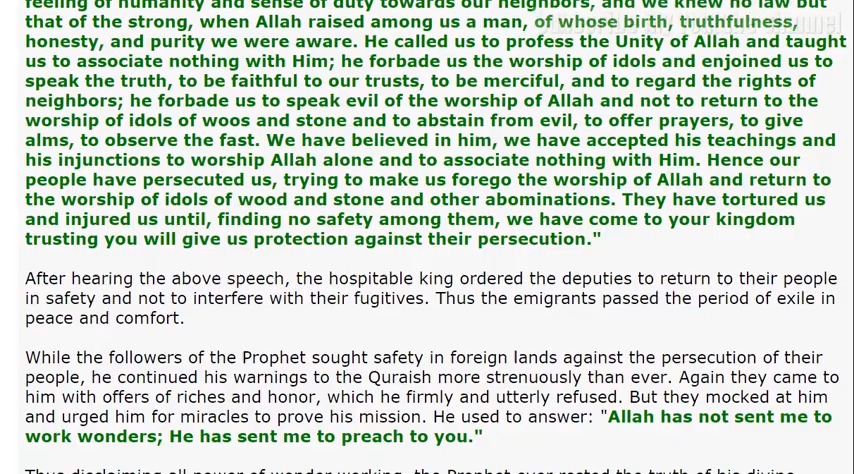 feeling of humanity and sense of duty towards our neighbors, and we knew no law but
that of the strong, when Allah raised among us a man, of whose birth, truthfulness,
honesty, and purity we were aware. He called us to profess the Unity of Allah and taught
us to associate nothing with Him; he forbade us the worship of idols and enjoined us to
speak the truth, to be faithful to our trusts, to be merciful, and to regard the rights of
neighbors; he forbade us to speak evil of the worship of Allah and not to return to the
worship of idols of woos and stone and to abstain from evil, to offer prayers, to give
alms, to observe the fast. We have believed in him, we have accepted his teachings and
his injunctions to worship Allah alone and to associate nothing with Him. Hence our
people have persecuted us, trying to make us forego the worship of Allah and return to
the worship of idols of wood and stone and other abominations. They have tortured us
and injured us until, finding no safety among them, we have come to your kingdom
trusting you will give us protection against their persecution."
After hearing the above speech, the hospitable king ordered the deputies to return to their people
in safety and not to interfere with their fugitives. Thus the emigrants passed the period of exile in
peace and comfort.
While the followers of the Prophet sought safety in foreign lands against the persecution of their
people, he continued his warnings to the Quraish more strenuously than ever. Again they came to
him with offers of riches and honor, which he firmly and utterly refused. But they mocked at him
and urged him for miracles to prove his mission. He used to answer: "Allah has not sent me to
work wonders; He has sent me to preach to you."
Thus disclaiming all power of wonder working, the Prophet ever rested the truth of his divine